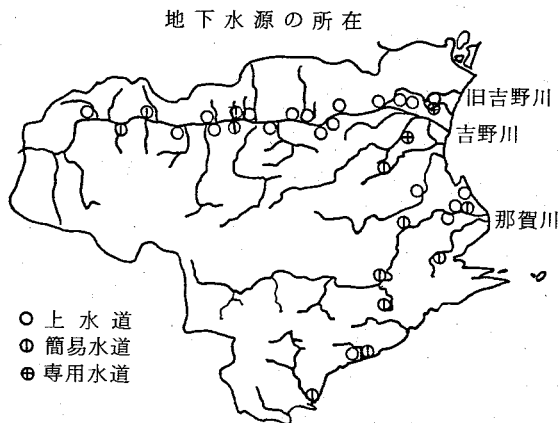 地下水源の所在
旧吉野川
吉野川
那賀川
上水道
簡易水道
専用水道